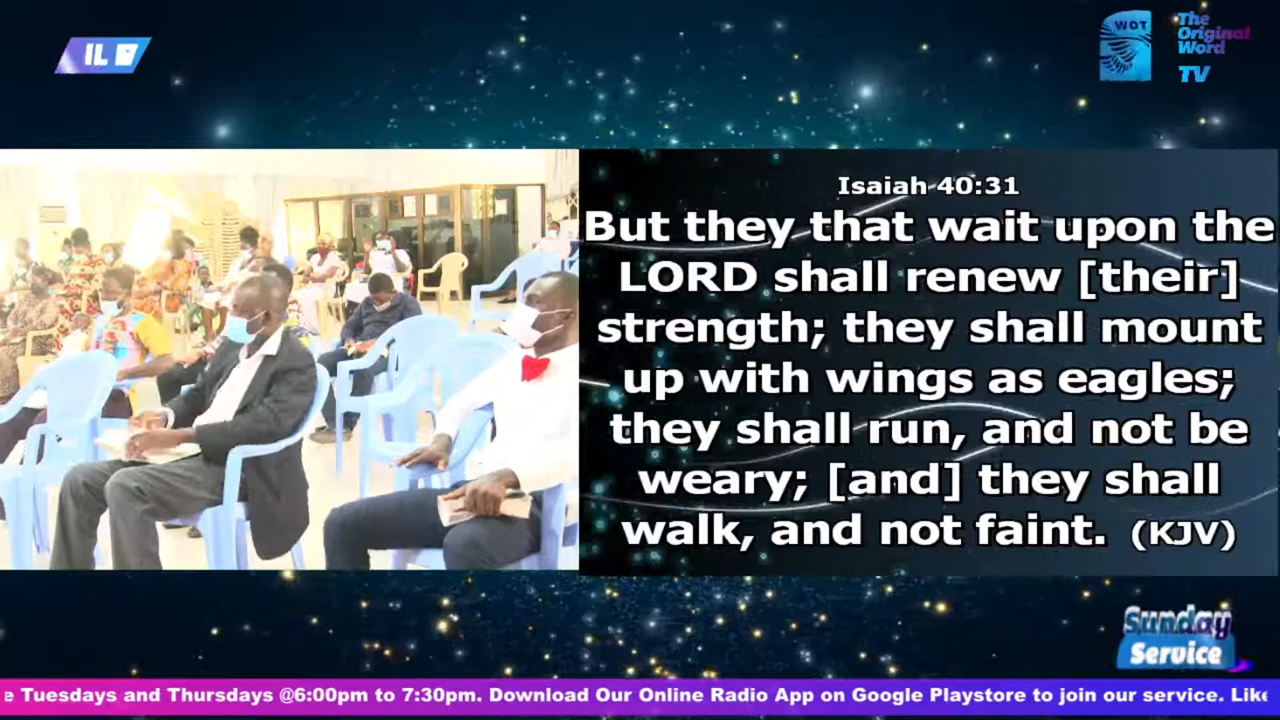 WOT
The
Original
Word
TV
Isaiah 40:31
But they that wait upon the
LORD shall renew [their]
strength; they shall mount
up with wings as eagles;
they shall run, and not be
weary; [and] they shall
walk, and not faint. (KJV)
Sunday
Service
e Tuesdays and Thursdays @6:00pm to 7:30pm. Download Our Online Radio App on Google Playstore to join our service. Like